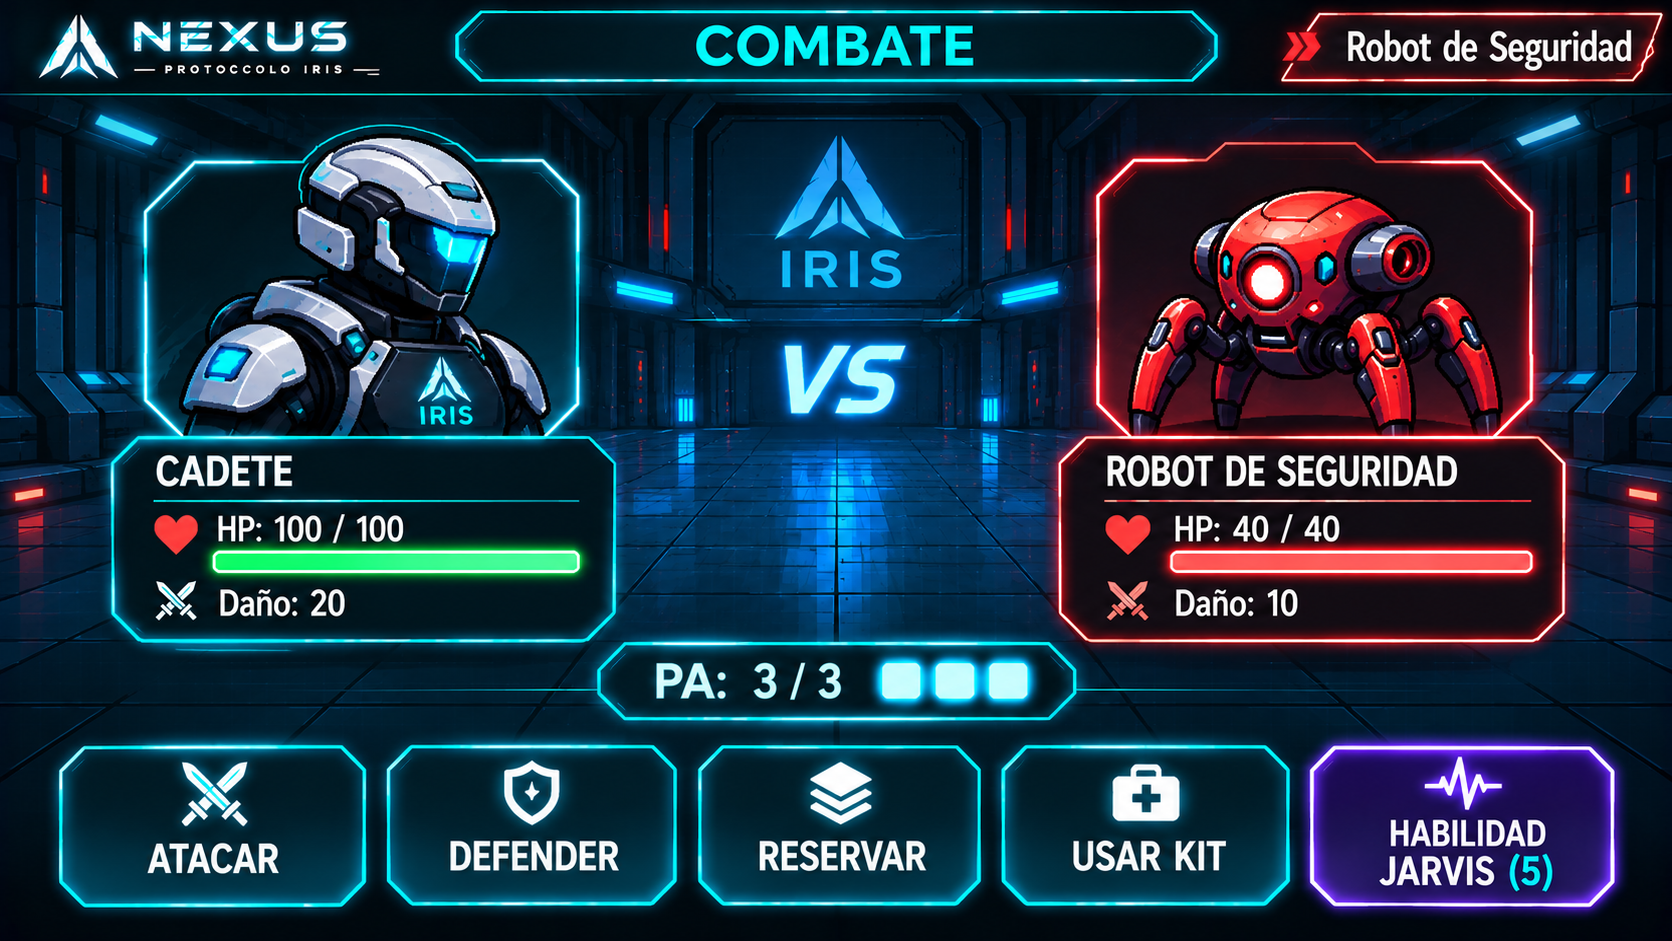 NEXUS
PROTOCCOLO IRIS
COMBATE
Robot de Seguridad
IRIS
VS
IRIS
CADETE
HP: 100 / 100
Daño: 20
ROBOT DE SEGURIDAD
HP: 40 / 40
Daño: 10
PA: 3 / 3
ATACAR
DEFENDER
RESERVAR
USAR KIT
HABILIDAD
JARVIS (5)